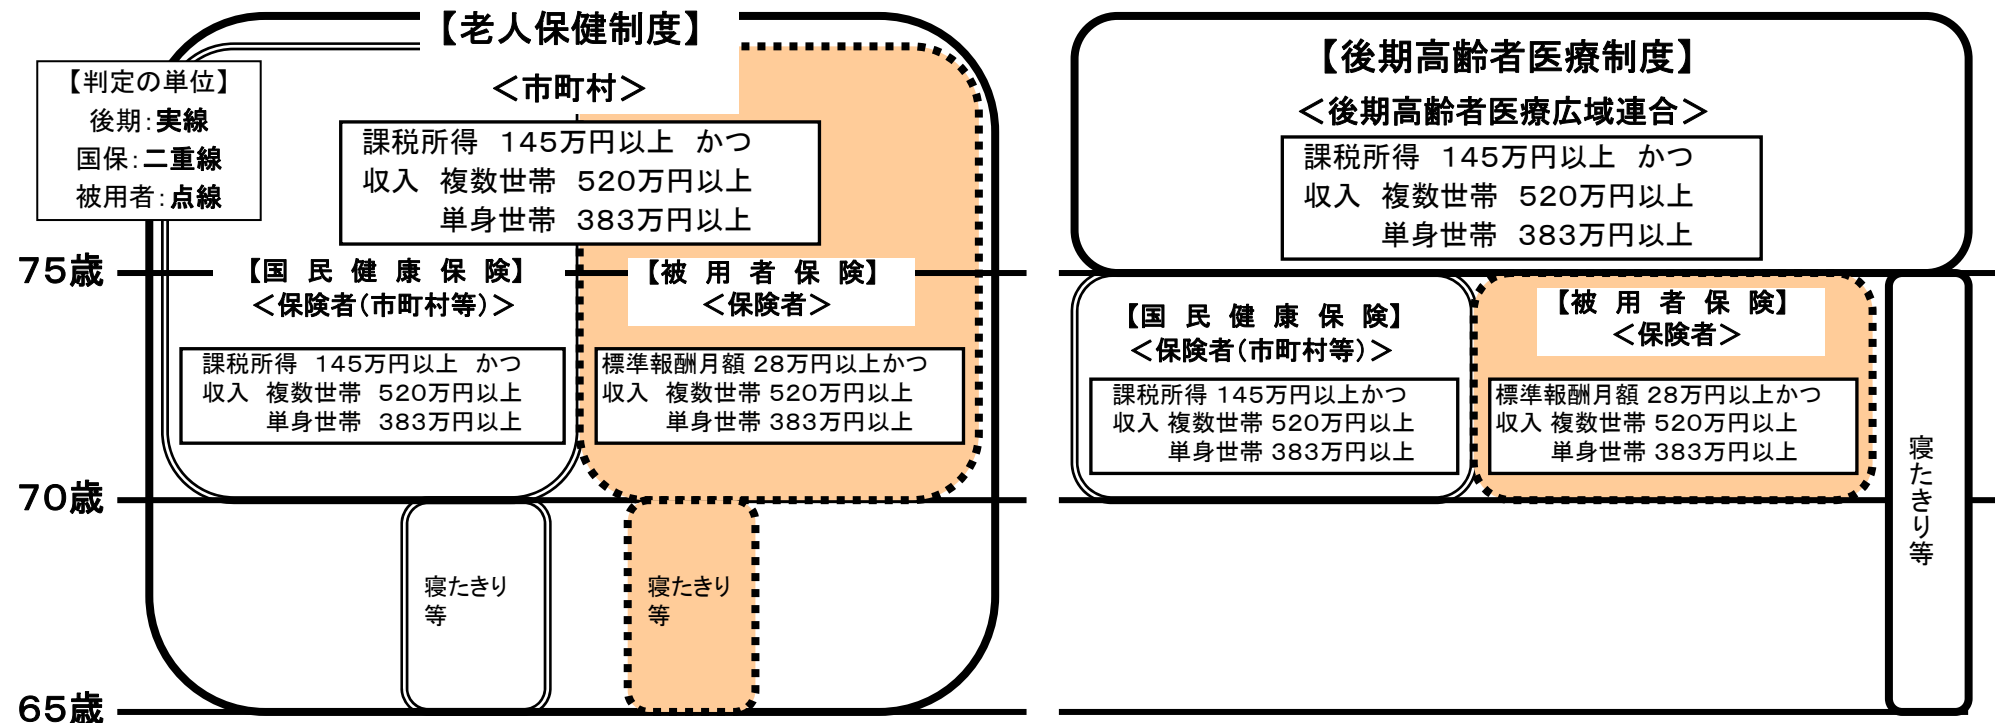 【老人保健制度】
＜市町村＞
【判定の単位】
後期：実線
国保：二重線
被用者：点線
課税所得　145万円以上　かつ
収入　複数世帯　520万円以上
単身世帯　383万円以上
75歳
【国 民 健 康 保 険】
＜保険者（市町村等）＞
課税所得　145万円以上　かつ
収入　複数世帯　520万円以上
単身世帯　383万円以上
【被 用 者 保 険】
＜保険者＞
標準報酬月額 28万円以上かつ
収入　複数世帯 520万円以上
単身世帯 383万円以上
70歳
寝たきり
等
寝たきり
等
65歳
【後期高齢者医療制度】
＜後期高齢者医療広域連合＞
課税所得　145万円以上　かつ
収入　複数世帯　520万円以上
単身世帯　383万円以上
【国 民 健 康 保 険】
＜保険者（市町村等）＞
課税所得 145万円以上かつ
収入 複数世帯 520万円以上
単身世帯 383万円以上
【被 用 者 保 険】
＜保険者＞
標準報酬月額 28万円以上かつ
収入 複数世帯 520万円以上
単身世帯 383万円以上
寝たきり等